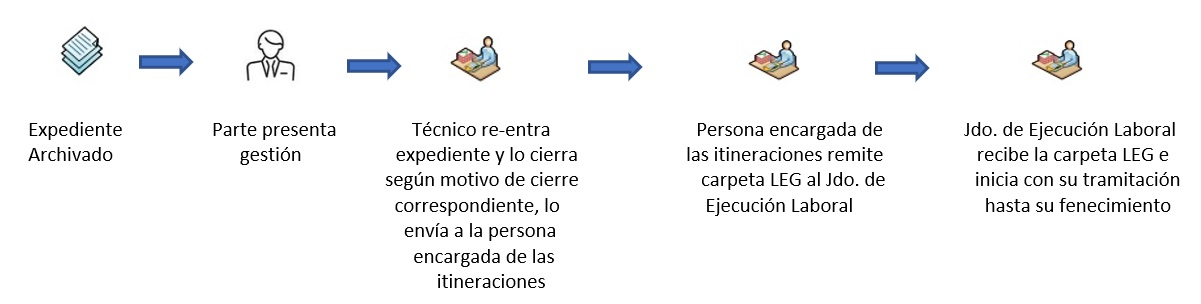 Expediente
Archivado
Parte presenta
gestión
Técnico re-entra
expediente y lo cierra
según motivo de cierre
correspondiente, lo
envía a la persona
encargada de las
itineraciones
Persona encargada de
las itineraciones remite
carpeta LEG al Jdo. de
Ejecución Laboral
Jdo. de Ejecución Laboral
recibe la carpeta LEG e
inicia con su tramitación
hasta su fenecimiento